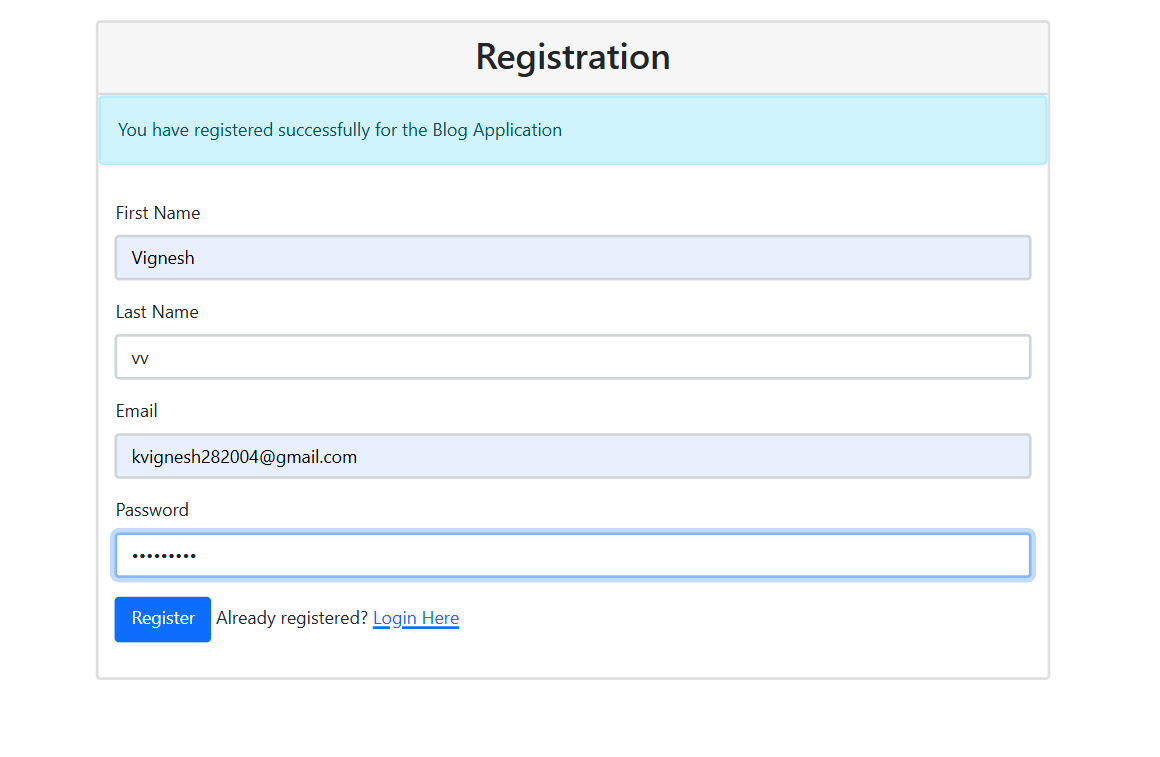 Registration
You have registered successfully for the Blog Application
First Name
Vignesh
Last Name
vv
Email
kvignesh282004@gmail.com
Password
•••••••••
Register Already registered? Login Here